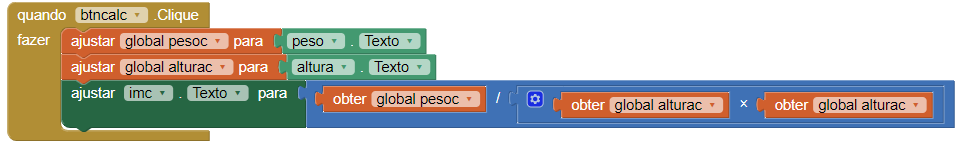 quando btncalc .Clique
fazer ajustar global pesoc para peso . Texto
ajustar global alturac para altura . Texto
ajustar imc . Texto para obter global pesoc / obter global alturac × obter global alturac